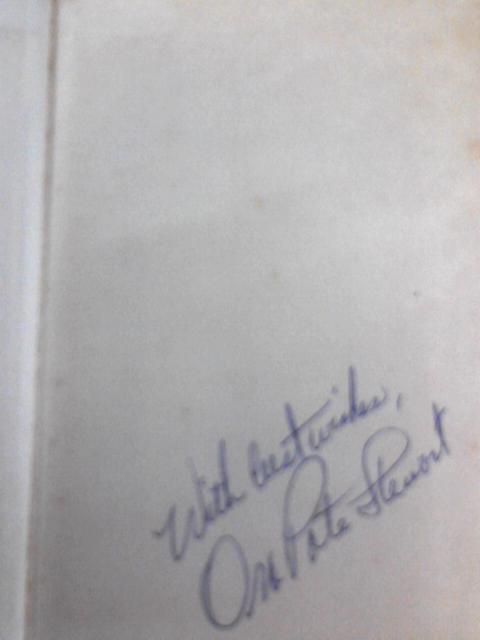 With best wishes,
Ora Pate Stewart